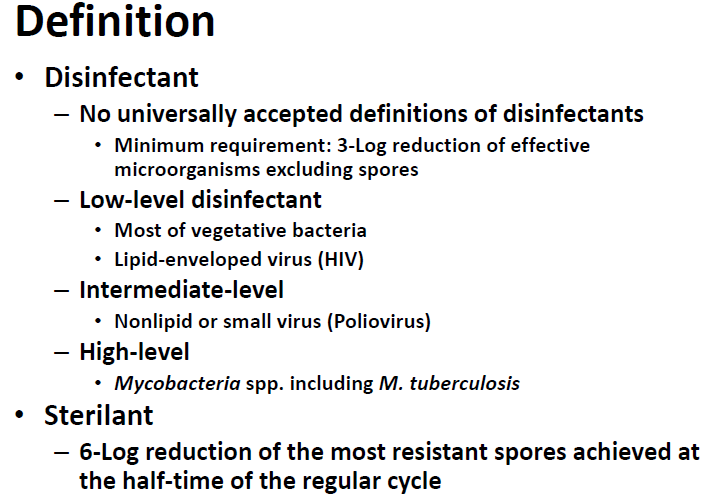 Definition
• Disinfectant
– No universally accepted definitions of disinfectants
• Minimum requirement: 3-Log reduction of effective
microorganisms excluding spores
– Low-level disinfectant
• Most of vegetative bacteria
• Lipid-enveloped virus (HIV)
– Intermediate-level
• Nonlipid or small virus (Poliovirus)
– High-level
• Mycobacteria spp. including M. tuberculosis
• Sterilant
– 6-Log reduction of the most resistant spores achieved at
the half-time of the regular cycle